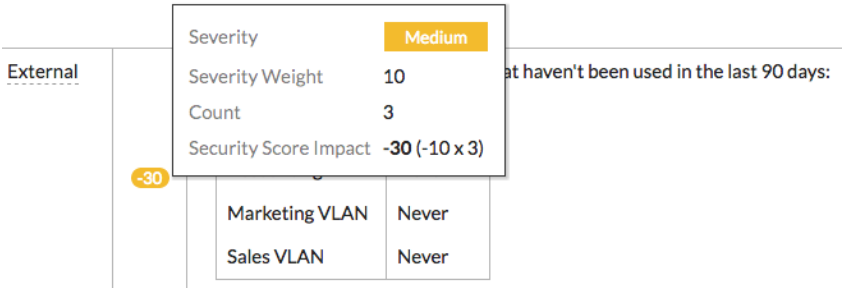 Severity Medium
Severity Weight 10
Count 3
Security Score Impact -30 (-10 x 3)
External
haven't been used in the last 90 days:
-30
Marketing VLAN Never
Sales VLAN Never